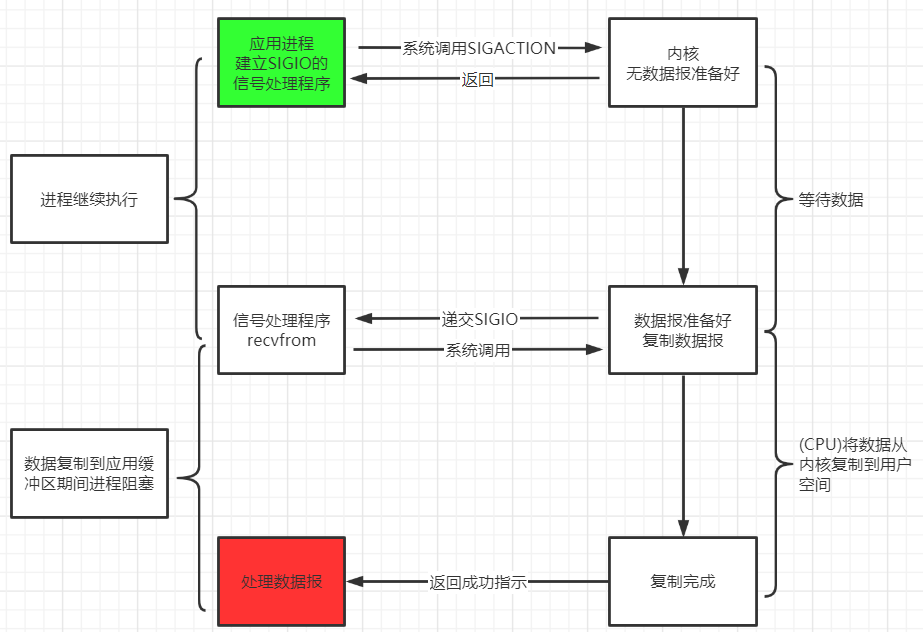 应用进程
建立SIGIO的
信号处理程序
系统调用SIGACTION
返回
内核
无数据报准备好
进程继续执行
等待数据
信号处理程序
recvfrom
递交SIGIO
系统调用
数据报准备好
复制数据报
数据复制到应用缓
冲区期间进程阻塞
(CPU)将数据从
内核复制到用户
空间
处理数据报
返回成功指示
复制完成